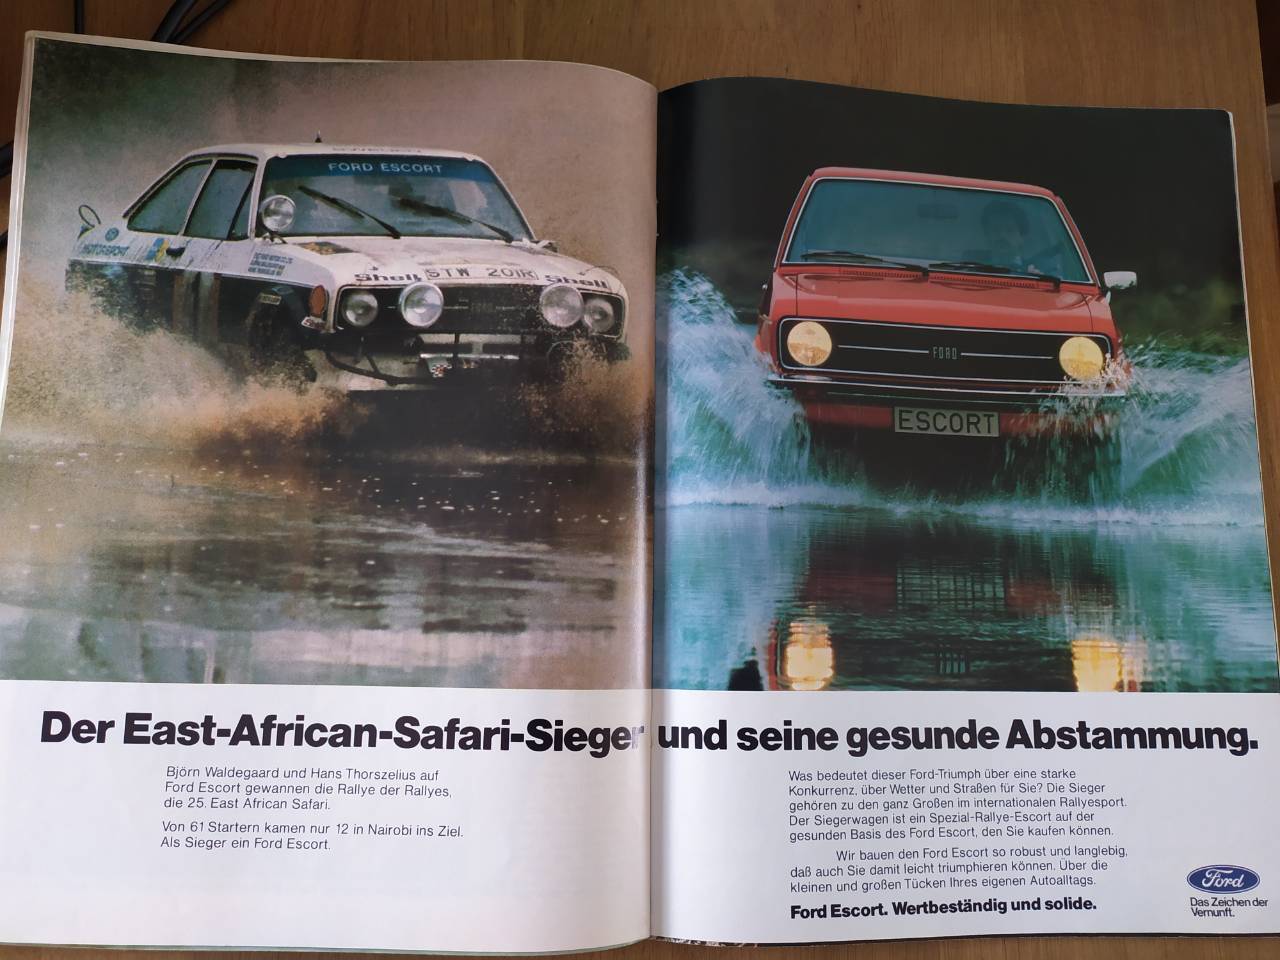 FORD ESCORT
MOTORSPORT
Shell STW 201R Shell
FORD
FORD
ESCORT
Der East-African-Safari-Sieger und seine gesunde Abstammung.
Björn Waldegaard und Hans Thorszelius auf
Ford Escort gewannen die Rallye der Rallyes,
die 25. East African Safari.
Von 61 Startern kamen nur 12 in Nairobi ins Ziel.
Als Sieger ein Ford Escort.
Was bedeutet dieser Ford-Triumph über eine starke
Konkurrenz, über Wetter und Straßen für Sie? Die Sieger
gehören zu den ganz Großen im internationalen Rallyesport.
Der Siegerwagen ist ein Spezial-Rallye-Escort auf der
gesunden Basis des Ford Escort, den Sie kaufen können.
Wir bauen den Ford Escort so robust und langlebig,
daß auch Sie damit leicht triumphieren können. Über die
kleinen und großen Tücken Ihres eigenen Autoalltags.
Ford Escort. Wertbeständig und solide.
Ford
Das Zeichen der
Vernunft.